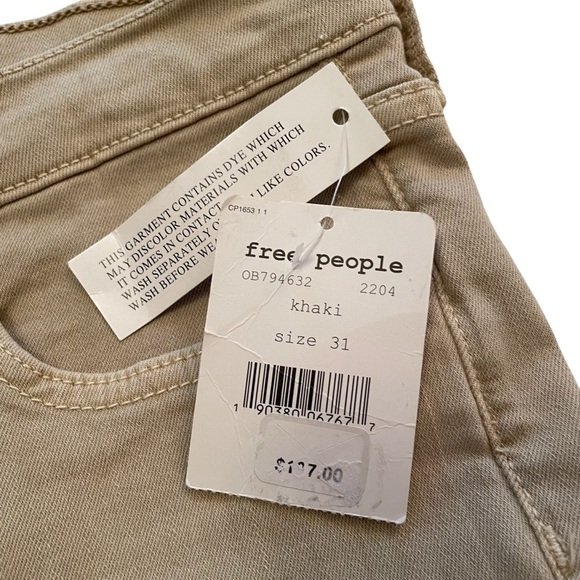 THIS GARMENT CONTAINS DYE WHICH
MAY DISCOLOR MATERIALS WITH WHICH
IT COMES IN CONTACT LIKE COLORS.
WASH SEPARATELY
WASH BEFORE
CP1653 1 1
free people
OB794632 2204
khaki
size 31
1 90380 06767 7